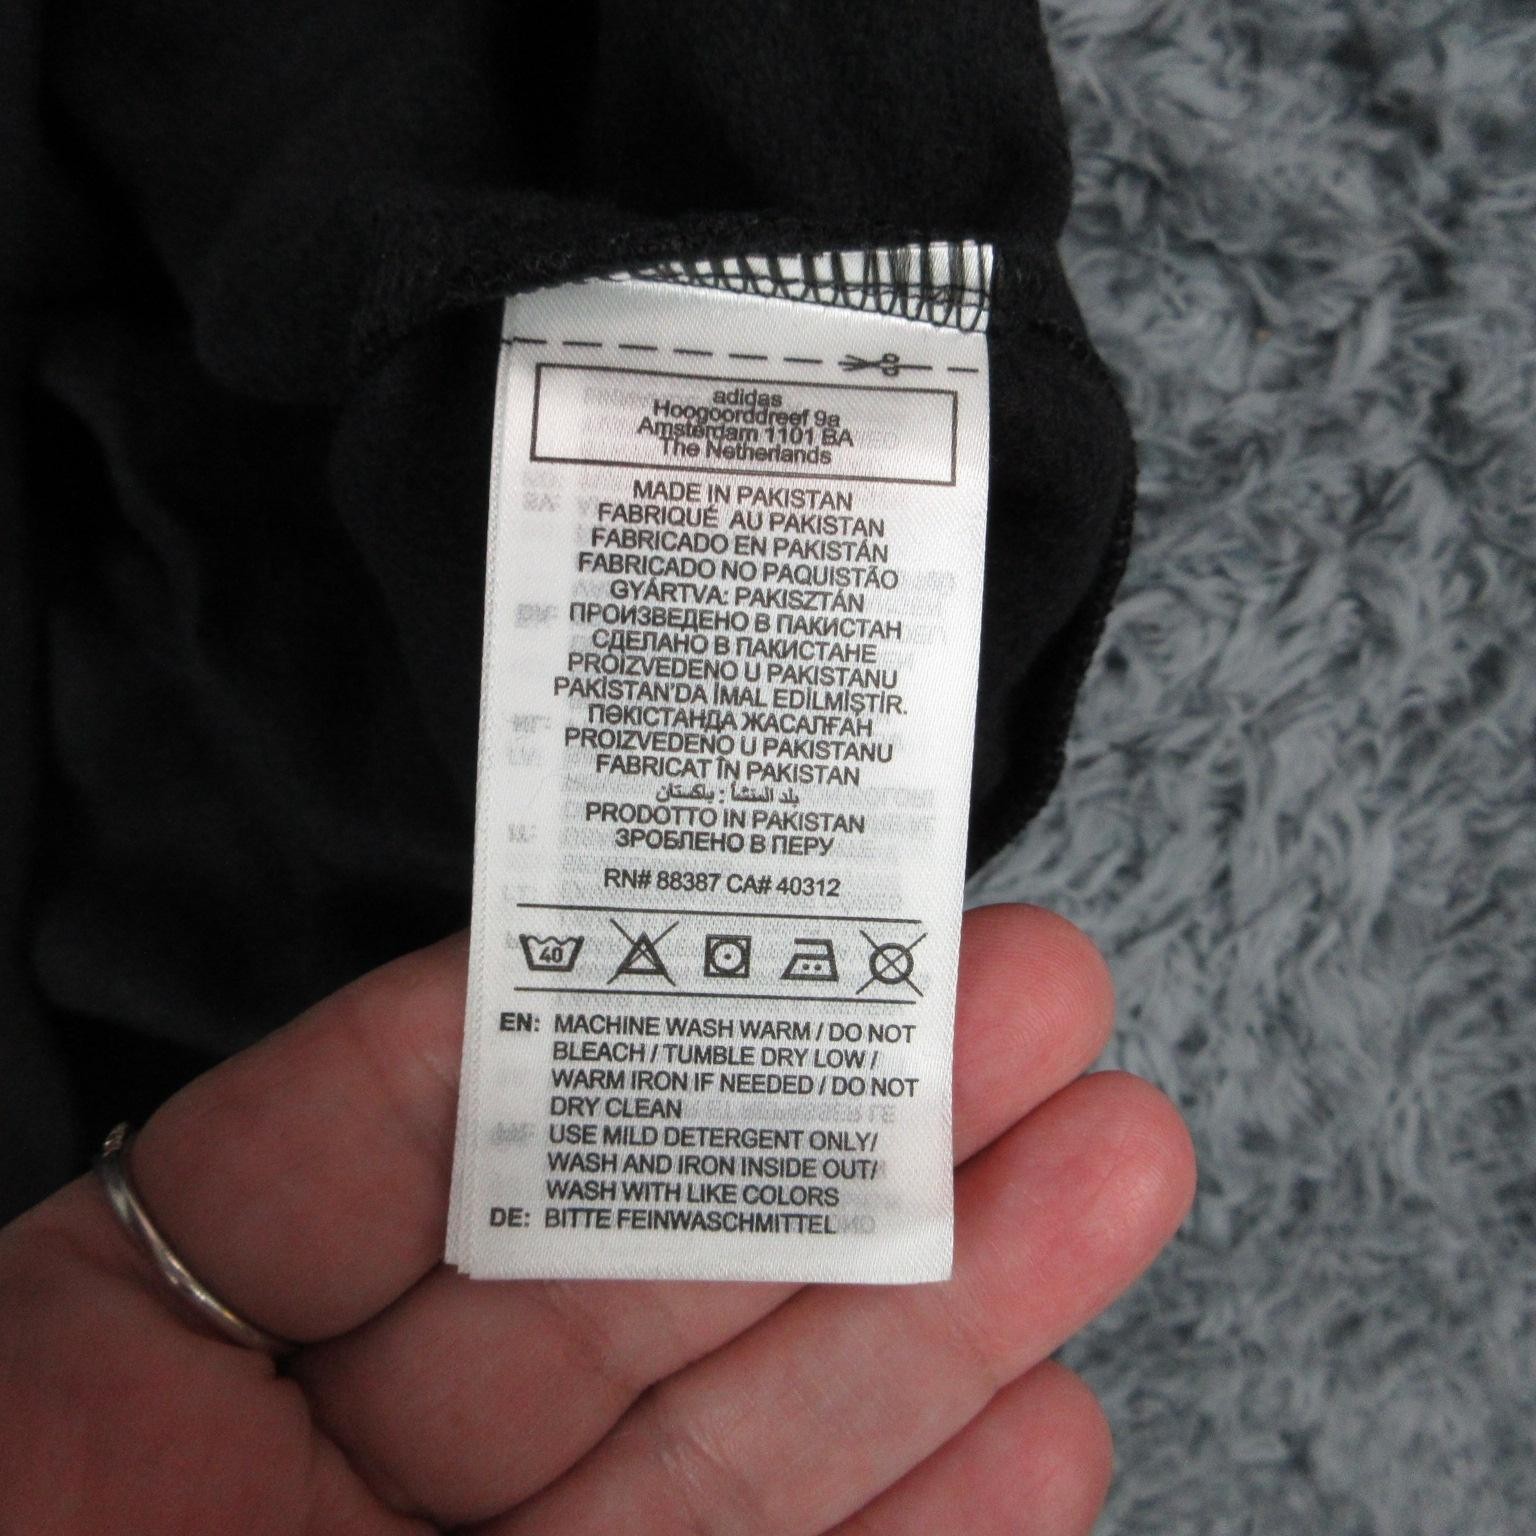 adidas
Hoogoorddreef 9a
Amsterdam 1101 BA
The Netherlands
MADE IN PAKISTAN
FABRIQUÉ AU PAKISTAN
FABRICADO EN PAKISTÁN
FABRICADO NO PAQUISTÃO
GYÁRTVA: PAKISZTÁN
ПРОИЗВЕДЕНО В ПАКИСТАН
СДЕЛАНО В ПАКИСТАНЕ
PROIZVEDENO U PAKISTANU
PAKİSTAN'DA İMAL EDİLMİŞTİR.
ПӘКІСТАНДА ЖАСАЛҒАН
PROIZVEDENO U PAKISTANU
FABRICAT ÎN PAKISTAN
بلد المنشأ : باكستان
PRODOTTO IN PAKISTAN
ЗРОБЛЕНО В ПЕРУ
RN# 88387 CA# 40312
40
EN: MACHINE WASH WARM / DO NOT
BLEACH / TUMBLE DRY LOW /
WARM IRON IF NEEDED / DO NOT
DRY CLEAN
USE MILD DETERGENT ONLY/
WASH AND IRON INSIDE OUT/
WASH WITH LIKE COLORS
DE: BITTE FEINWASCHMITTEL